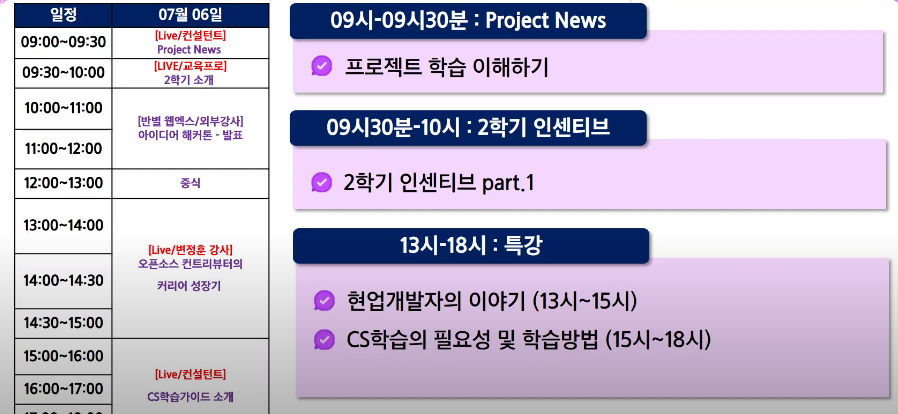 일정
07월 06일
09:00~09:30
[Live/컨설턴트]
Project News
09:30~10:00
[LIVE/교육프로]
2학기 소개
10:00~11:00
[반별 웹엑스/외부강사]
아이디어 해커톤 - 발표
11:00~12:00
12:00~13:00
중식
13:00~14:00
[Live/변정훈 강사]
오픈소스 컨트리뷰터의
커리어 성장기
14:00~14:30
14:30~15:00
15:00~16:00
[Live/컨설턴트]
CS학습가이드 소개
16:00~17:00
09시-09시30분 : Project News
프로젝트 학습 이해하기
09시30분-10시 : 2학기 인센티브
2학기 인센티브 part.1
13시-18시 : 특강
현업개발자의 이야기 (13시~15시)
CS학습의 필요성 및 학습방법 (15시~18시)